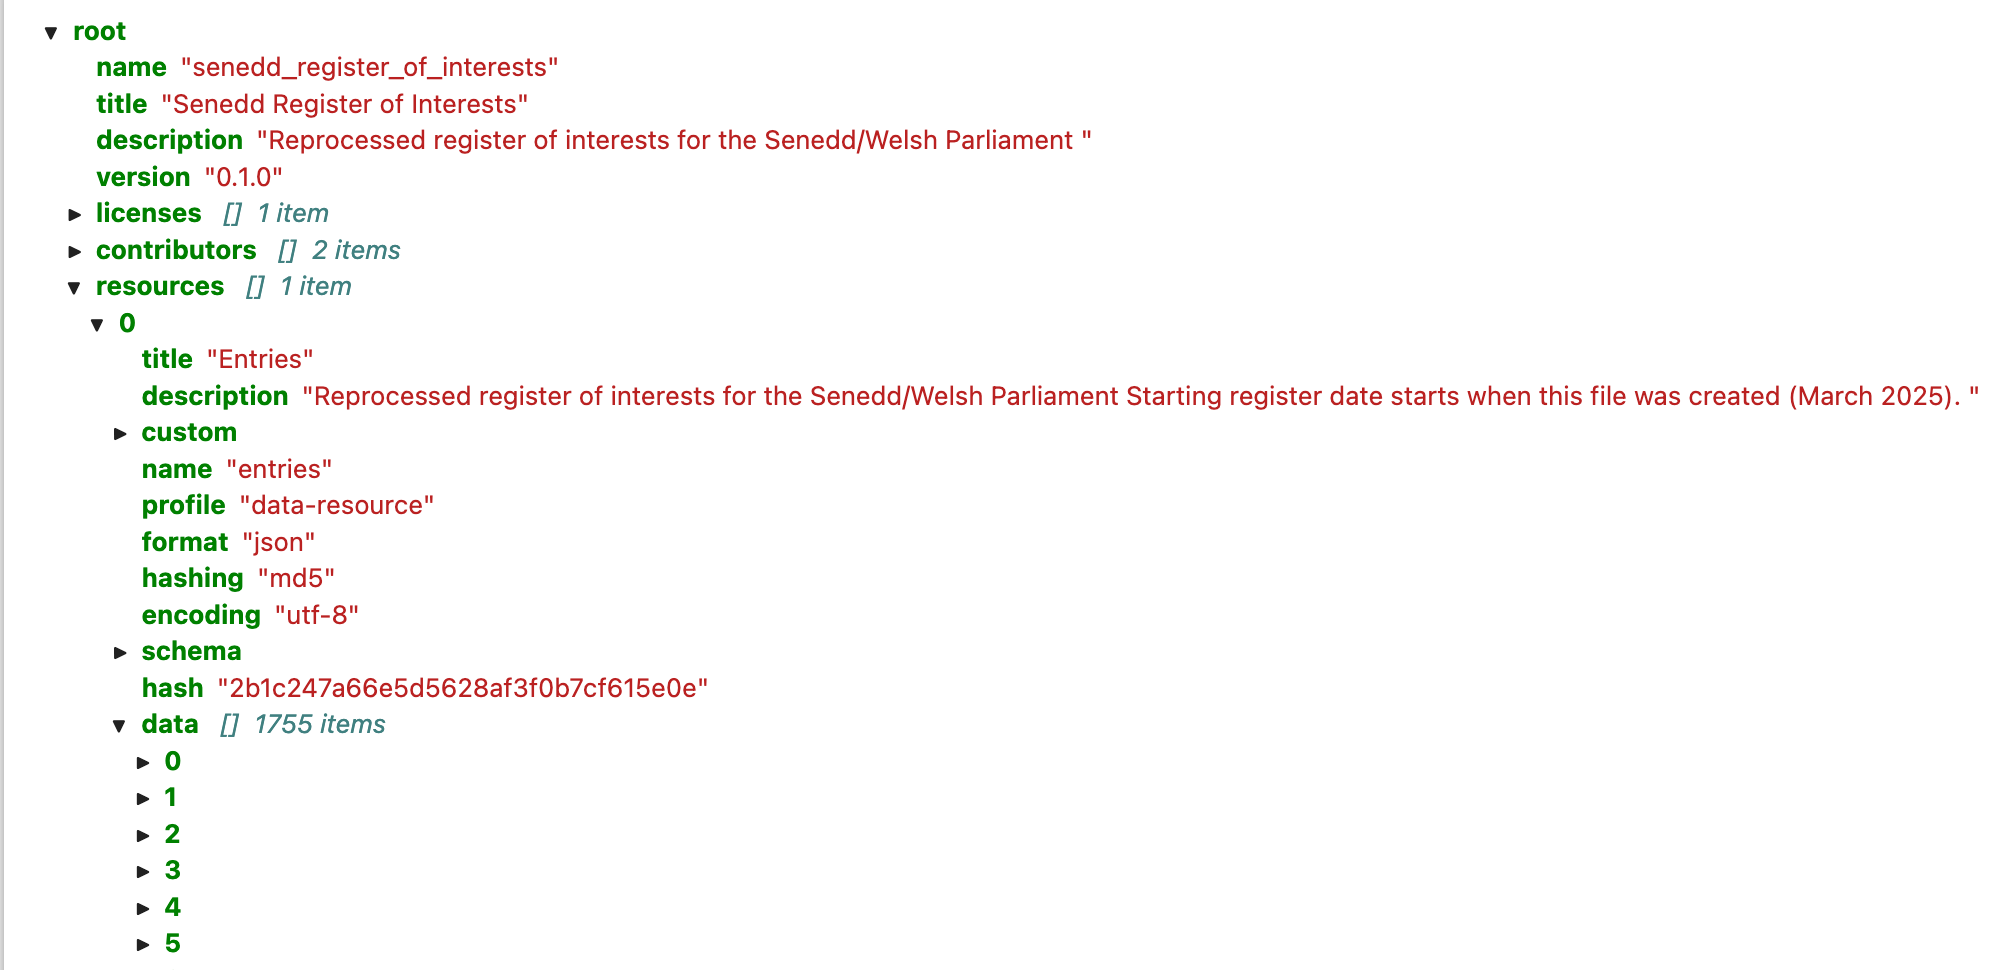 ▼ root
name "senedd_register_of_interests"
title "Senedd Register of Interests"
description "Reprocessed register of interests for the Senedd/Welsh Parliament "
version "0.1.0"
► licenses [] 1 item
► contributors [] 2 items
▼ resources [] 1 item
▼ 0
title "Entries"
description "Reprocessed register of interests for the Senedd/Welsh Parliament Starting register date starts when this file was created (March 2025). "
► custom
name "entries"
profile "data-resource"
format "json"
hashing "md5"
encoding "utf-8"
► schema
hash "2b1c247a66e5d5628af3f0b7cf615e0e"
▼ data [] 1755 items
► 0
► 1
► 2
► 3
► 4
► 5